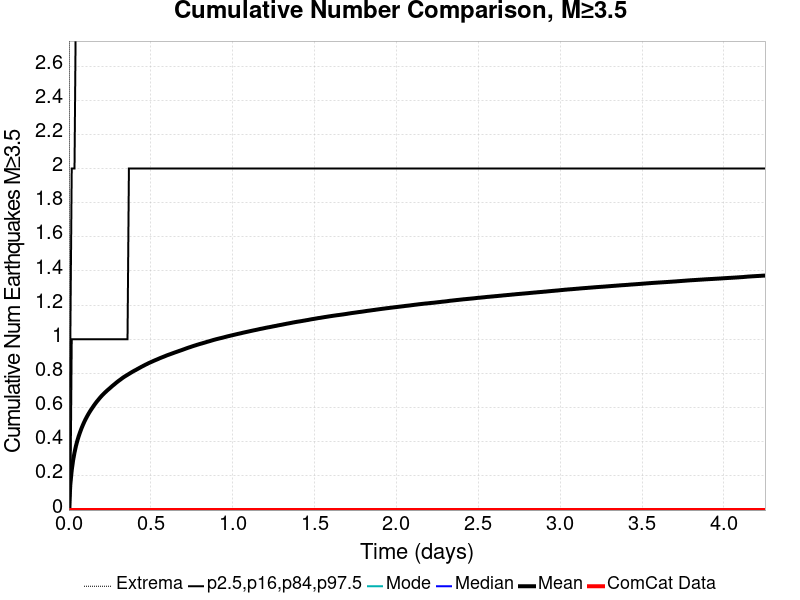 Cumulative Number Comparison, M≥3.5
Cumulative Num Earthquakes M≥3.5
2.6
2.4
2.2
2
1.8
1.6
1.4
1.2
1
0.8
0.6
0.4
0.2
0
0.0 0.5 1.0 1.5 2.0 2.5 3.0 3.5 4.0
Time (days)
Extrema p2.5,p16,p84,p97.5 Mode Median Mean ComCat Data